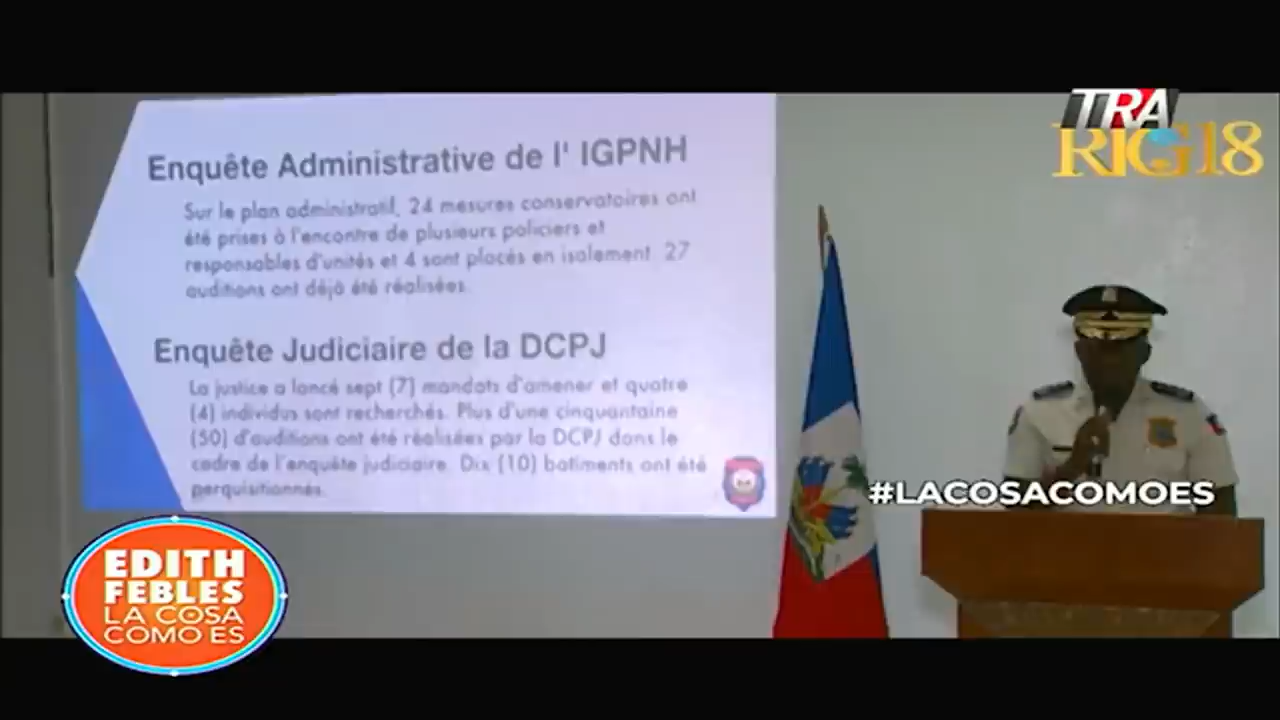 Enquête Administrative de l' IGPNH
Sur le plan administratif, 24 mesures conservatoires ont
été prises à l'encontre de plusieurs policiers et
responsables d'unités et 4 sont placés en isolement. 27
auditions ont déjà été réalisées.
Enquête Judiciaire de la DCPJ
La justice a lancé sept (7) mandats d'amener et quatre
(4) individus sont recherchés. Plus d'une cinquantaine
(50) d'auditions ont été réalisées par la DCPJ dans le
cadre de l'enquête judiciaire. Dix (10) batiments ont été
perquisitionnés.
TRA
RIG18
#LACOSACOMOES
EDITH
FEBLES
LA COSA
COMO ES